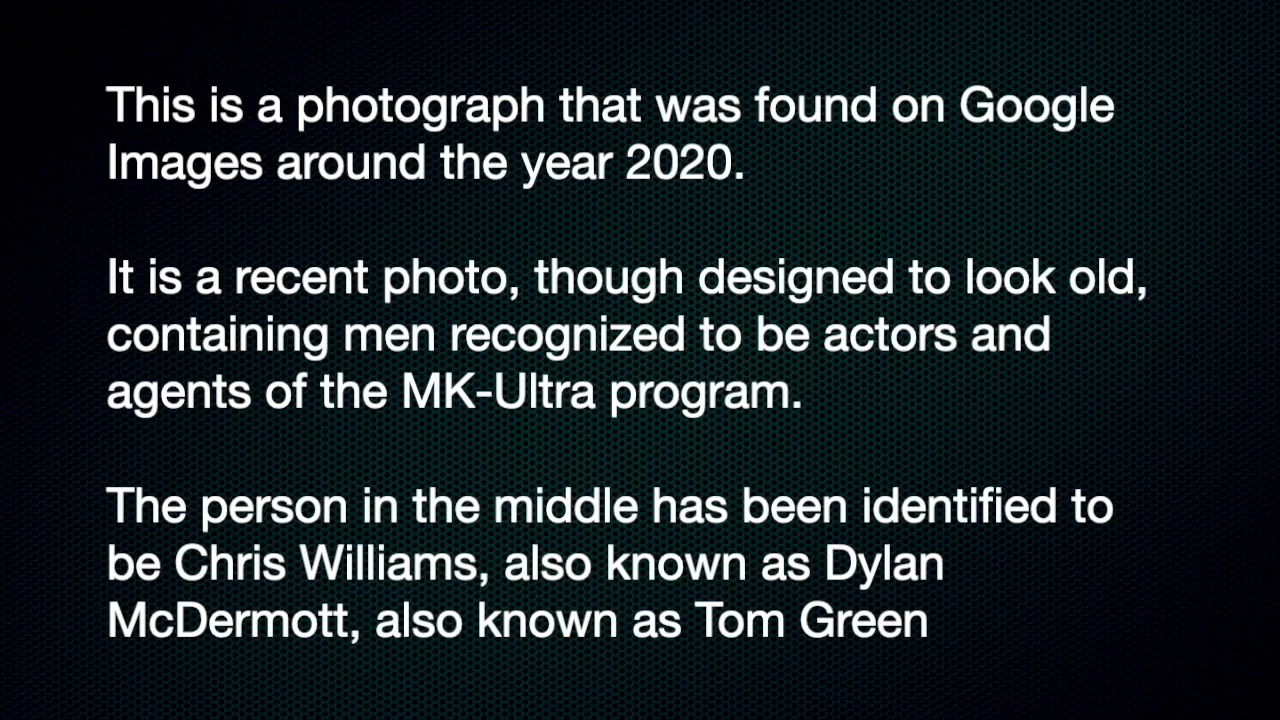 This is a photograph that was found on Google
Images around the year 2020.
It is a recent photo, though designed to look old,
containing men recognized to be actors and
agents of the MK-Ultra program.
The person in the middle has been identified to
be Chris Williams, also known as Dylan
McDermott, also known as Tom Green